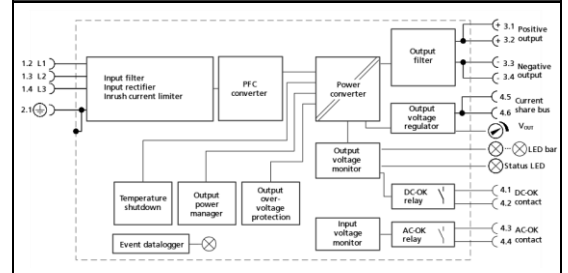 + 3.1 Positive
+ 3.2 output
Output
filter
- 3.3 Negative
- 3.4 output
1.2 L1
1.3 L2
1.4 L3
2.1
Input filter
Input rectifier
Inrush current limiter
PFC
converter
Power
converter
4.5 Current
4.6 share bus
Output
voltage
regulator
VOUT
Output
voltage
monitor
LED bar
Status LED
Temperature
shutdown
Output
power
manager
Output
over-
voltage
protection
DC-OK
relay
4.1 DC-OK
4.2 contact
Input
voltage
monitor
AC-OK
relay
4.3 AC-OK
4.4 contact
Event datalogger